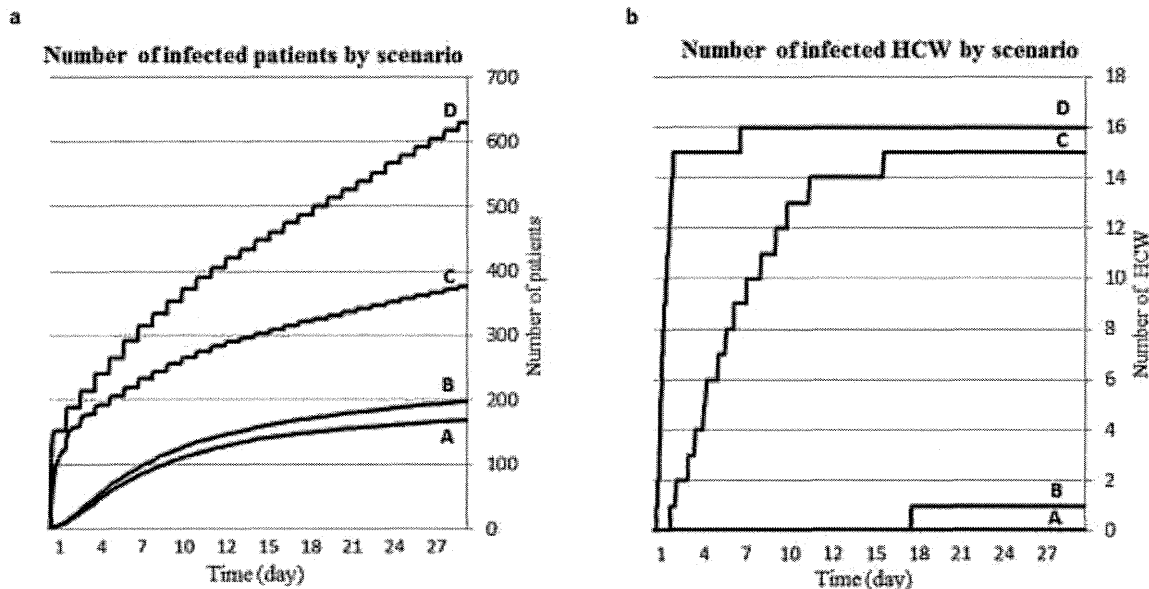 a
Number of infected patients by scenario
700
600
500
400
300
200
100
0
Number of patients
D
C
B
A
1 4 7 10 12 15 18 21 24 27
Time (day)
b
Number of infected HCW by scenario
18
16
14
12
10
8
6
4
2
0
Number of HCW
D
C
B
A
1 4 7 10 12 15 18 21 24 27
Time (day)